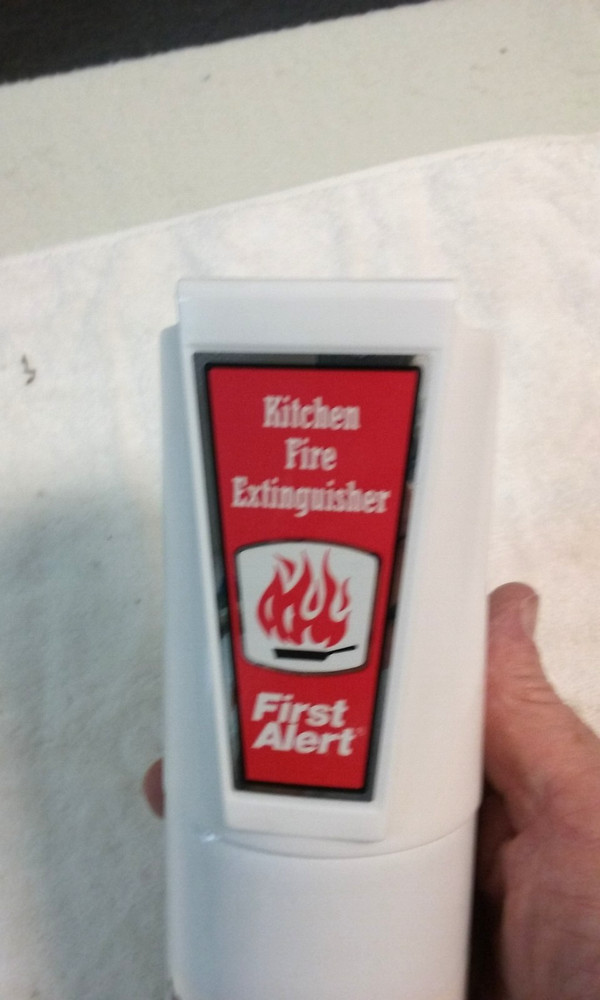 Kitchen
Fire
Extinguisher
First
Alert